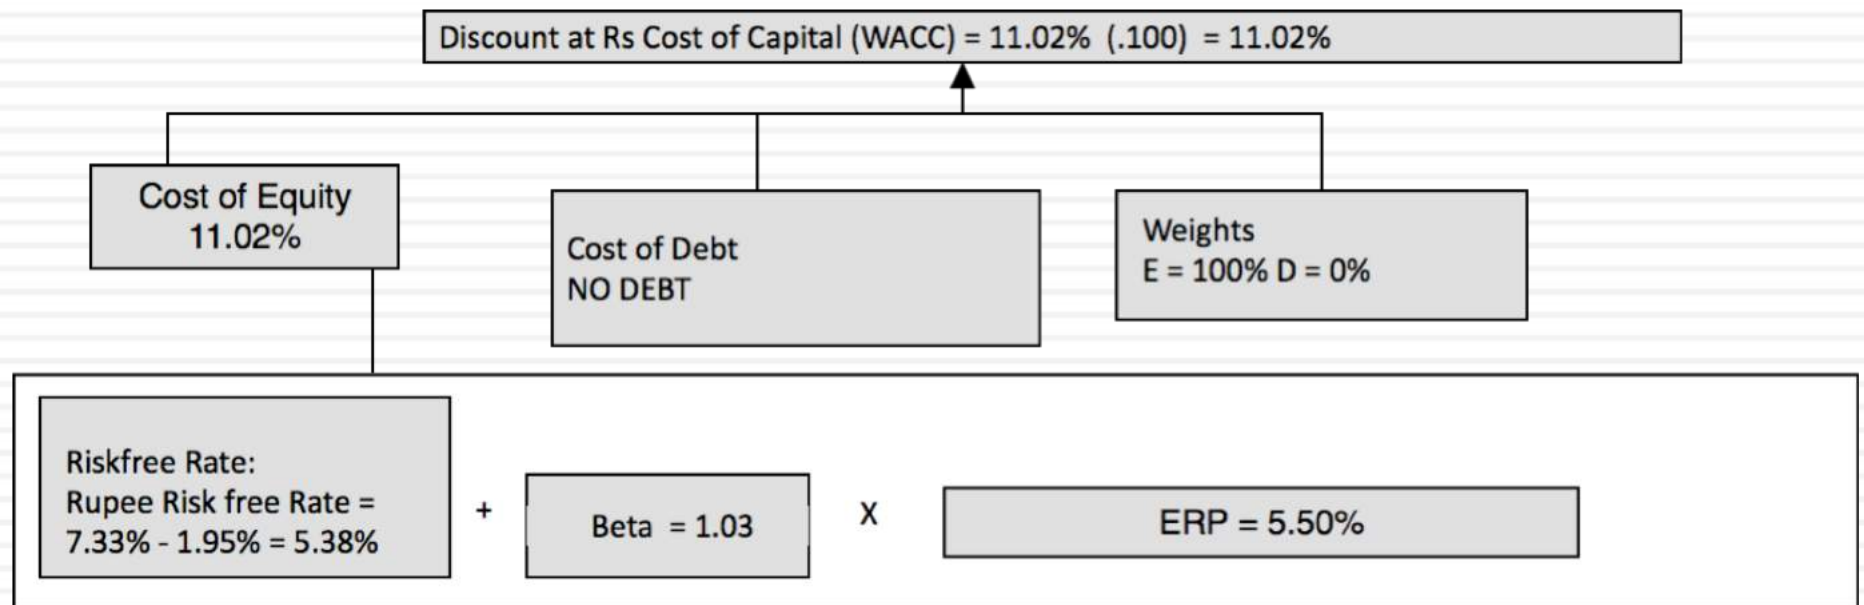 Discount at Rs Cost of Capital (WACC) = 11.02% (.100) = 11.02%
Cost of Equity
11.02%
Cost of Debt
NO DEBT
Weights
E = 100% D = 0%
Riskfree Rate:
Rupee Risk free Rate =
7.33% - 1.95% = 5.38%
+
Beta = 1.03
X
ERP = 5.50%